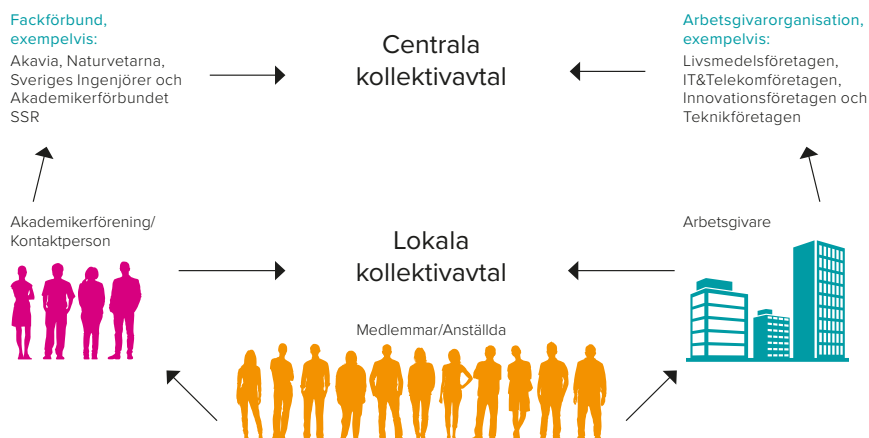 Fackförbund,
exempelvis:
Akavia, Naturvetarna,
Sveriges Ingenjörer och
Akademikerförbundet
SSR
Centrala
kollektivavtal
Arbetsgivarorganisation,
exempelvis:
Livsmedelsföretagen,
IT&Telekomföretagen,
Innovationsföretagen och
Teknikföretagen
Akademikerförening/
Kontaktperson
Lokala
kollektivavtal
Arbetsgivare
Medlemmar/Anställda